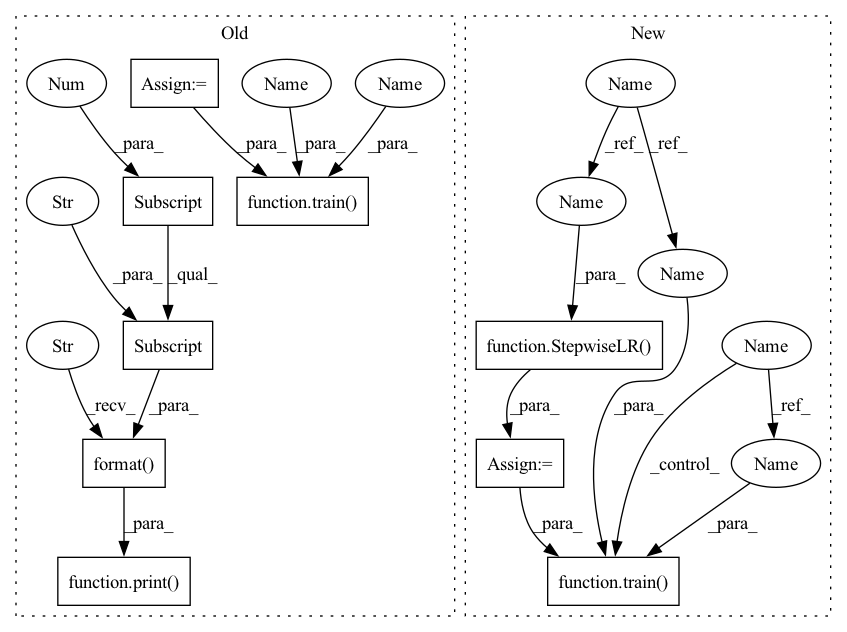 Old
New
Num
Assign:=
Name
Name
Name
_para_
_para_
_para_
_para_
_ref_
_ref_
Str
Subscript
function.train()
Name
_para_
_qual_
_para_
Name
Str
Subscript
function.StepwiseLR()
Name
_recv_
_para_
_para_
_para_
_ref_
format()
Assign:=
_control_
Name
_para_
_para_
_para_
function.print()
function.train()